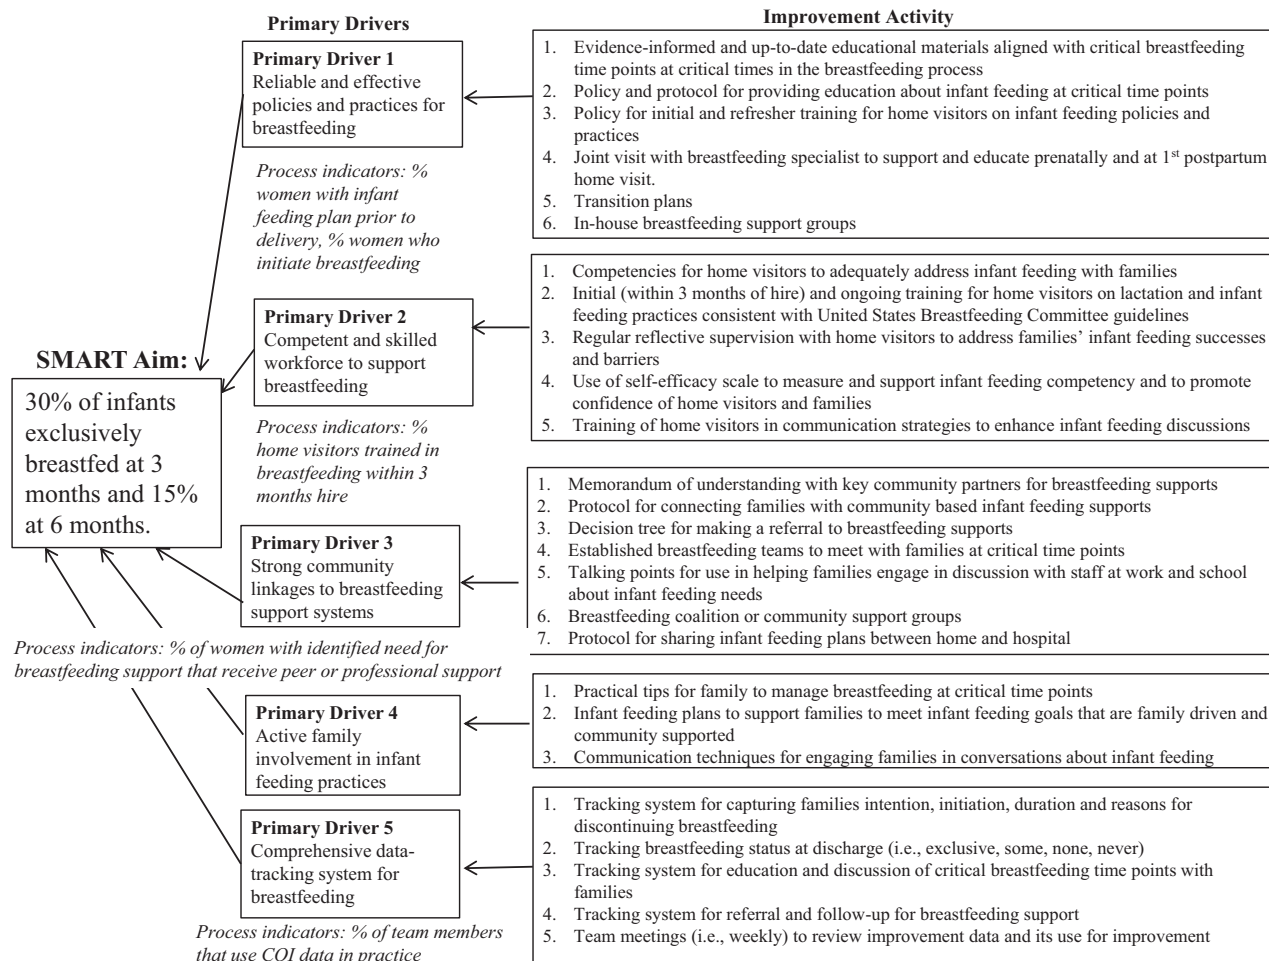 Primary Drivers
Improvement Activity
Primary Driver 1
Reliable and effective
policies and practices for
breastfeeding
Process indicators: %
women with infant
feeding plan prior to
delivery, % women who
initiate breastfeeding
1. Evidence-informed and up-to-date educational materials aligned with critical breastfeeding
time points at critical times in the breastfeeding process
2. Policy and protocol for providing education about infant feeding at critical time points
3. Policy for initial and refresher training for home visitors on infant feeding policies and
practices
4. Joint visit with breastfeeding specialist to support and educate prenatally and at 1st postpartum
home visit.
5. Transition plans
6. In-house breastfeeding support groups
Primary Driver 2
Competent and skilled
workforce to support
breastfeeding
Process indicators: %
home visitors trained in
breastfeeding within 3
months hire
1. Competencies for home visitors to adequately address infant feeding with families
2. Initial (within 3 months of hire) and ongoing training for home visitors on lactation and infant
feeding practices consistent with United States Breastfeeding Committee guidelines
3. Regular reflective supervision with home visitors to address families’ infant feeding successes
and barriers
4. Use of self-efficacy scale to measure and support infant feeding competency and to promote
confidence of home visitors and families
5. Training of home visitors in communication strategies to enhance infant feeding discussions
SMART Aim:
30% of infants
exclusively
breastfed at 3
months and 15%
at 6 months.
Primary Driver 3
Strong community
linkages to breastfeeding
support systems
Process indicators: % of women with identified need for
breastfeeding support that receive peer or professional support
1. Memorandum of understanding with key community partners for breastfeeding supports
2. Protocol for connecting families with community based infant feeding supports
3. Decision tree for making a referral to breastfeeding supports
4. Established breastfeeding teams to meet with families at critical time points
5. Talking points for use in helping families engage in discussion with staff at work and school
about infant feeding needs
6. Breastfeeding coalition or community support groups
7. Protocol for sharing infant feeding plans between home and hospital
Primary Driver 4
Active family
involvement in infant
feeding practices
1. Practical tips for family to manage breastfeeding at critical time points
2. Infant feeding plans to support families to meet infant feeding goals that are family driven and
community supported
3. Communication techniques for engaging families in conversations about infant feeding
Primary Driver 5
Comprehensive data-
tracking system for
breastfeeding
Process indicators: % of team members
that use CQI data in practice
1. Tracking system for capturing families intention, initiation, duration and reasons for
discontinuing breastfeeding
2. Tracking breastfeeding status at discharge (i.e., exclusive, some, none, never)
3. Tracking system for education and discussion of critical breastfeeding time points with
families
4. Tracking system for referral and follow-up for breastfeeding support
5. Team meetings (i.e., weekly) to review improvement data and its use for improvement